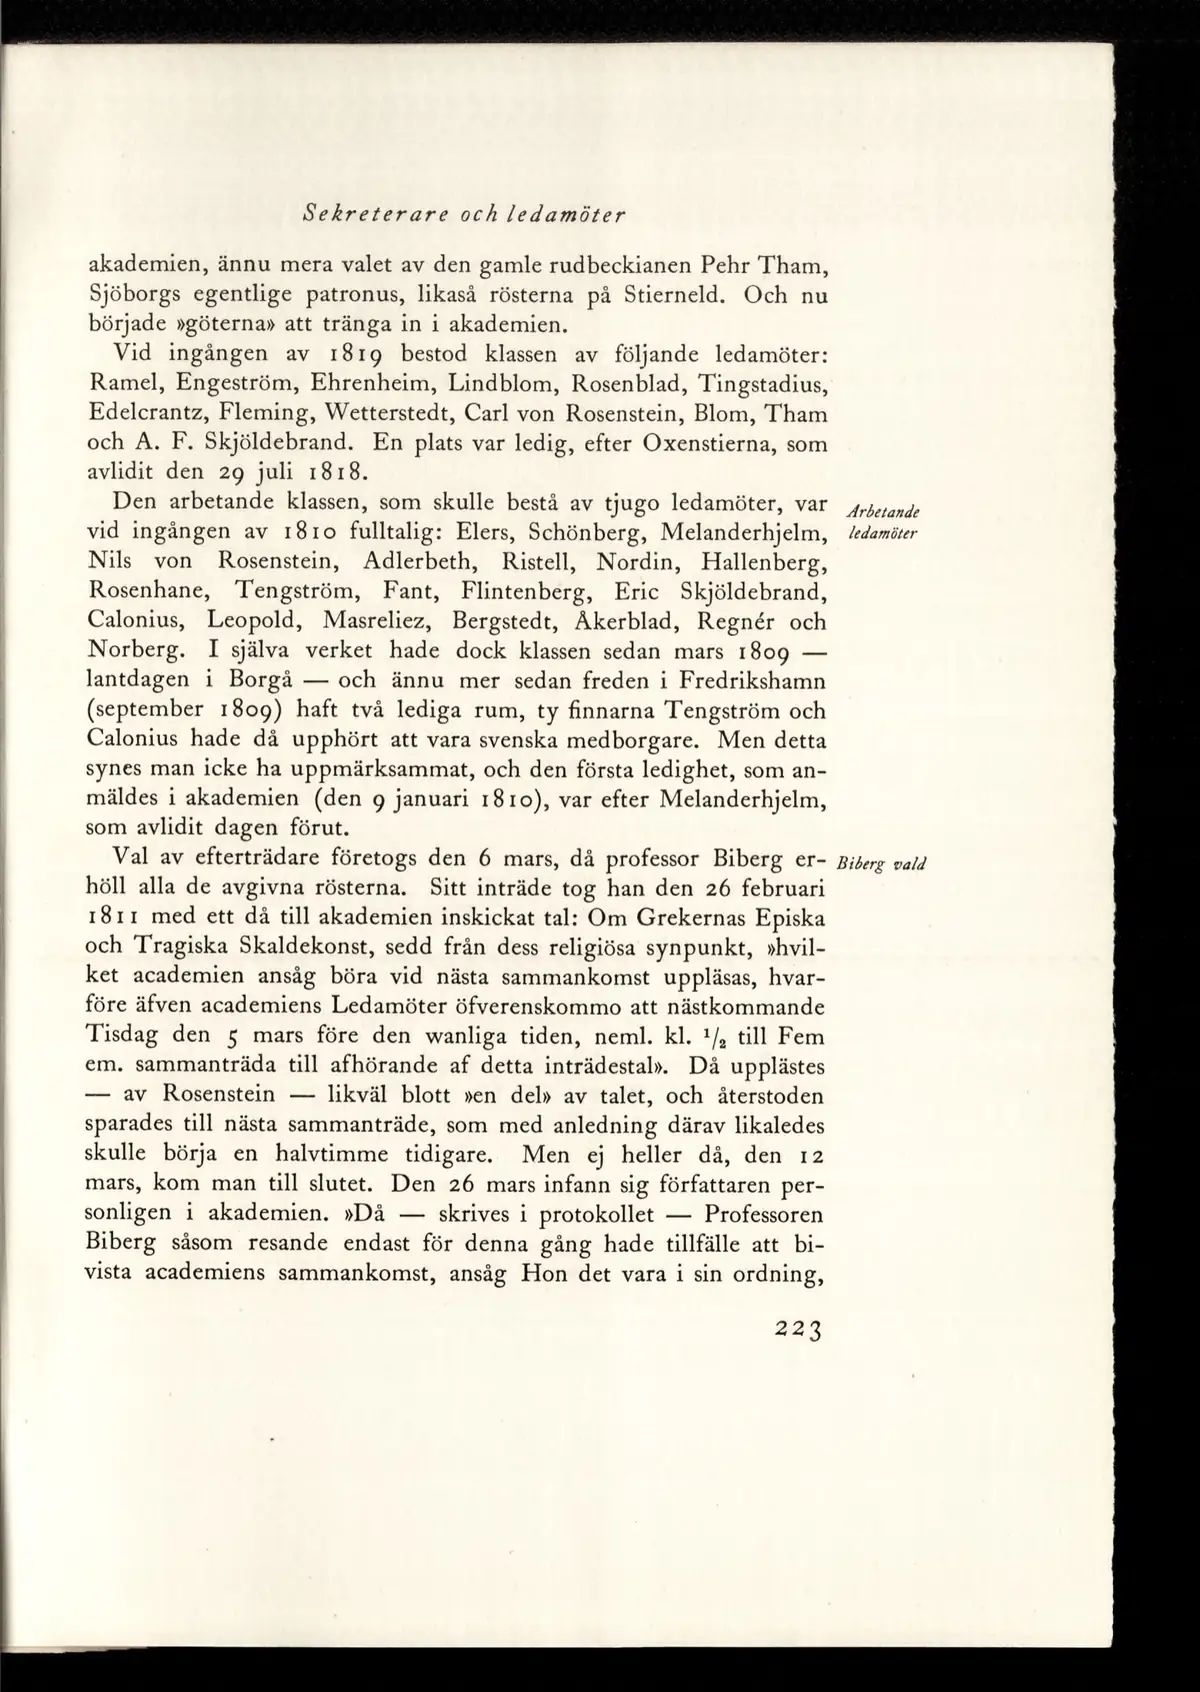 Sekreterare och ledamöter
akademien, ännu mera valet av den gamle rudbeckianen Pehr Tham,
Sjöborgs egentlige patronus, likaså rösterna på Stierneld. Och nu
började »göterna» att tränga in i akademien.
Vid ingången av 1819 bestod klassen av följande ledamöter:
Ramel, Engeström, Ehrenheim, Lindblom, Rosenblad, Tingstadius,
Edelcrantz, Fleming, Wetterstedt, Carl von Rosenstein, Blom, Tham
och A. F. Skjöldebrand. En plats var ledig, efter Oxenstierna, som
avlidit den 29 juli 1818.
Den arbetande klassen, som skulle bestå av tjugo ledamöter, var
Arbetande
vid ingången av 1810 fulltalig: Elers, Schönberg, Melanderhjelm,
ledamöter
Nils von Rosenstein, Adlerbeth, Ristell, Nordin, Hallenberg,
Rosenhane, Tengström, Fant, Flintenberg, Eric Skjöldebrand,
Calonius, Leopold, Masreliez, Bergstedt, Åkerblad, Regnér och
Norberg. I själva verket hade dock klassen sedan mars 1809 —
lantdagen i Borgå — och ännu mer sedan freden i Fredrikshamn
(september 1809) haft två lediga rum, ty finnarna Tengström och
Calonius hade då upphört att vara svenska medborgare. Men detta
synes man icke ha uppmärksammat, och den första ledighet, som an-
mäldes i akademien (den 9 januari 1810), var efter Melanderhjelm,
som avlidit dagen förut.
Val av efterträdare företogs den 6 mars, då professor Biberg er-
Biberg vald
höll alla de avgivna rösterna. Sitt inträde tog han den 26 februari
1811 med ett då till akademien inskickat tal: Om Grekernas Episka
och Tragiska Skaldekonst, sedd från dess religiösa synpunkt, »hvil-
ket academien ansåg böra vid nästa sammankomst uppläsas, hvar-
före äfven academiens Ledamöter öfverenskommo att nästkommande
Tisdag den 5 mars före den wanliga tiden, neml. kl. 1/2 till Fem
em. sammanträda till afhörande af detta inträdestal». Då upplästes
— av Rosenstein — likväl blott »en del» av talet, och återstoden
sparades till nästa sammanträde, som med anledning därav likaledes
skulle börja en halvtimme tidigare. Men ej heller då, den 12
mars, kom man till slutet. Den 26 mars infann sig författaren per-
sonligen i akademien. »Då — skrives i protokollet — Professoren
Biberg såsom resande endast för denna gång hade tillfälle att bi-
vista academiens sammankomst, ansåg Hon det vara i sin ordning,
223